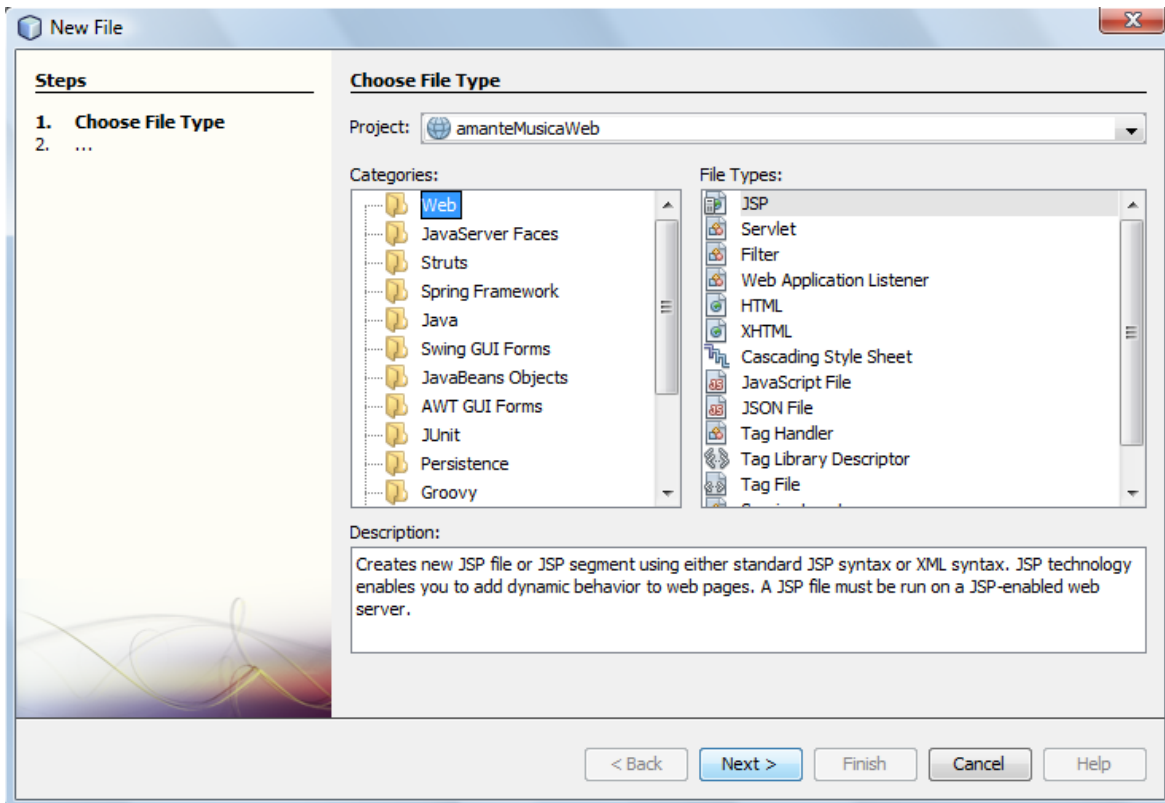 New File
Steps
1. Choose File Type
2. ...
Choose File Type
Project: amanteMusicaWeb
Categories:
Web
JavaServer Faces
Struts
Spring Framework
Java
Swing GUI Forms
JavaBeans Objects
AWT GUI Forms
JUnit
Persistence
Groovy
File Types:
JSP
Servlet
Filter
Web Application Listener
HTML
XHTML
Cascading Style Sheet
JavaScript File
JSON File
Tag Handler
Tag Library Descriptor
Tag File
Description:
Creates new JSP file or JSP segment using either standard JSP syntax or XML syntax. JSP technology
enables you to add dynamic behavior to web pages. A JSP file must be run on a JSP-enabled web
server.
< Back Next > Finish Cancel Help